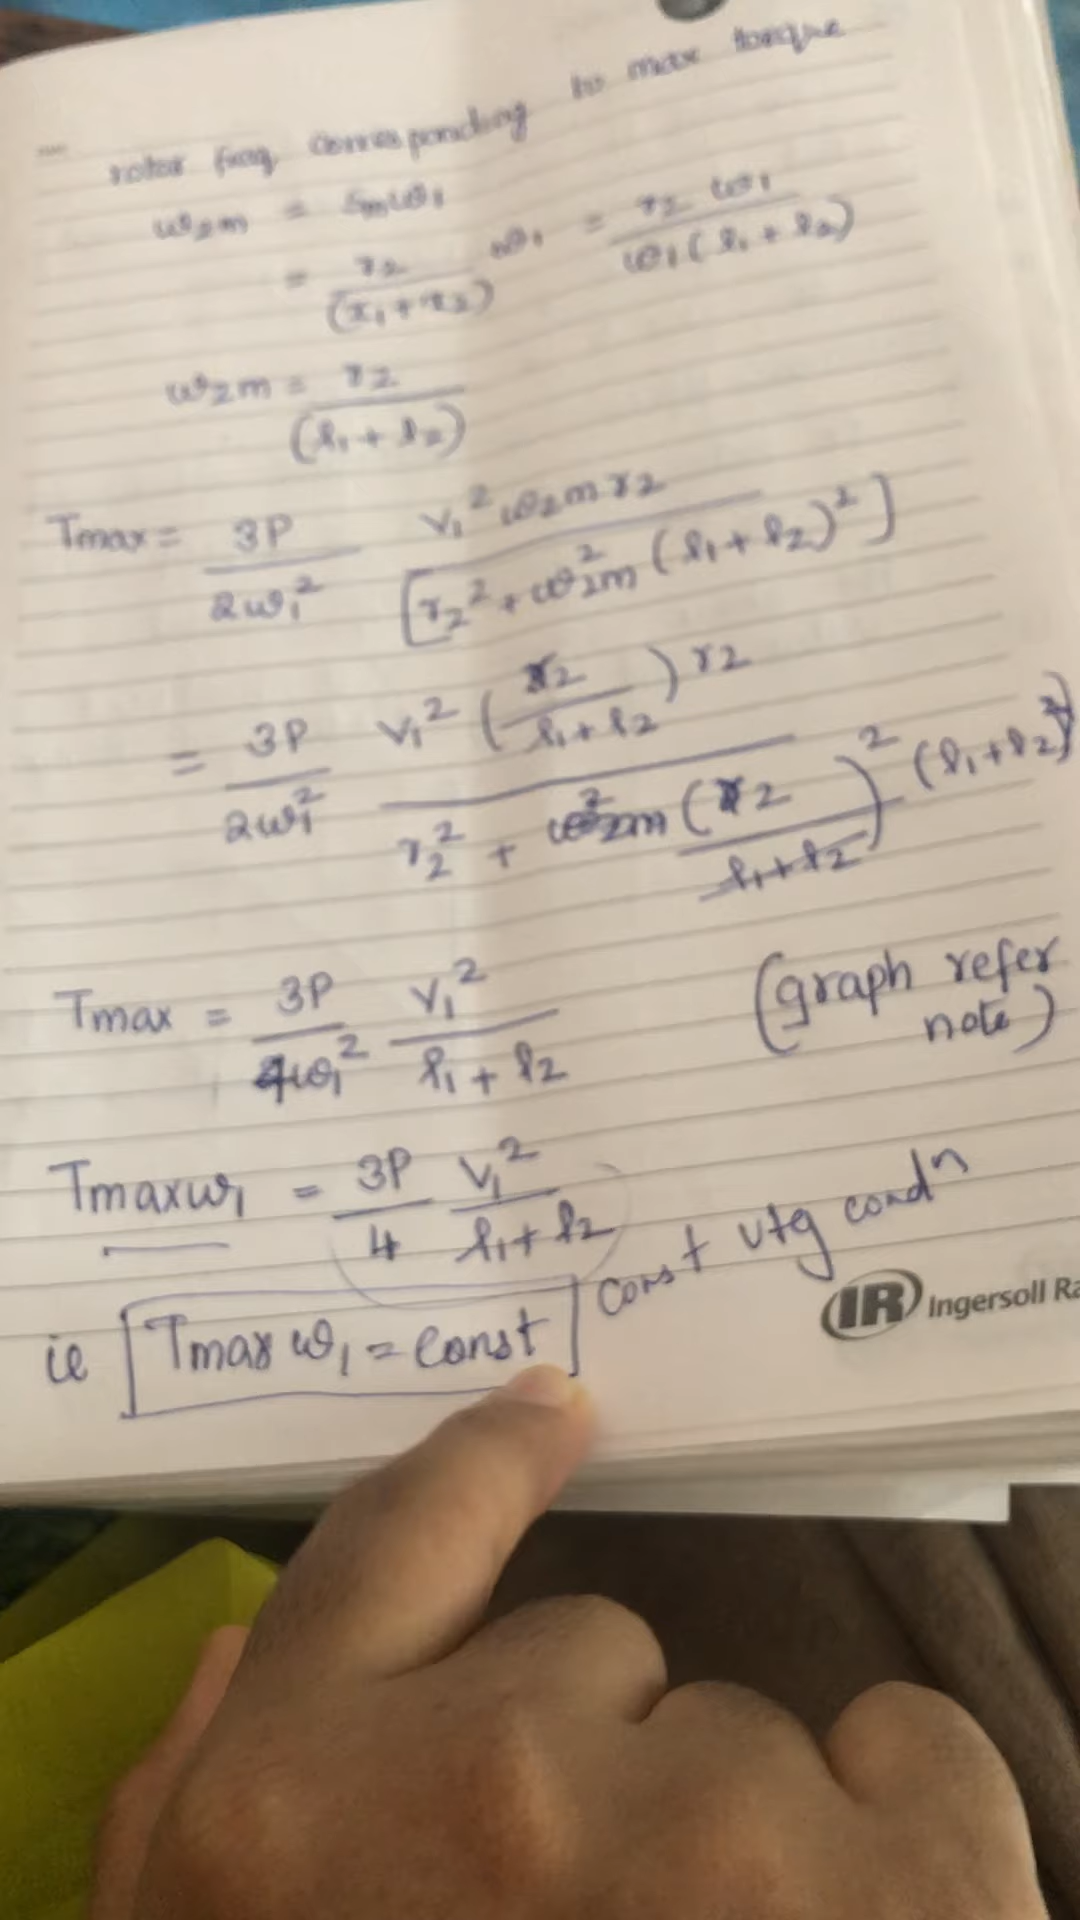 rotor freq corresponding to max torque
ω2m = Smω1
= r2/(x1+x2) ω1 = r2 ω1/ω1(l1+l2)
ω2m = r2/(l1+l2)
Tmax = 3P/2ω1² V1² ω2m r2/[r2² + ω2m² (l1+l2)²]
= 3P/2ω1² V1² (r2/l1+l2) r2/r2² + ω2m² (r2/l1+l2)² (l1+l2)²
Tmax = 3P/4ω1² V1²/l1+l2 (graph refer note)
Tmaxω1 = 3P/4 V1²/l1+l2
ie Tmax ω1 = const const vtg condn
IR Ingersoll Ra